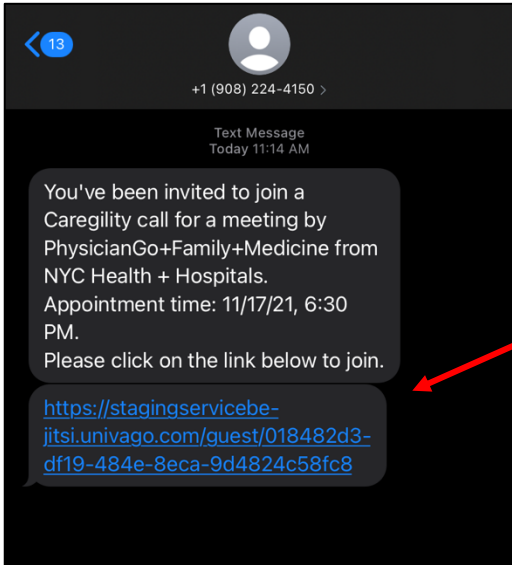 13
+1 (908) 224-4150 >
Text Message
Today 11:14 AM
You've been invited to join a
Caregility call for a meeting by
PhysicianGo+Family+Medicine from
NYC Health + Hospitals.
Appointment time: 11/17/21, 6:30
PM.
Please click on the link below to join.
https://stagingservicebe-
jitsi.univago.com/guest/018482d3-
df19-484e-8eca-9d4824c58fc8